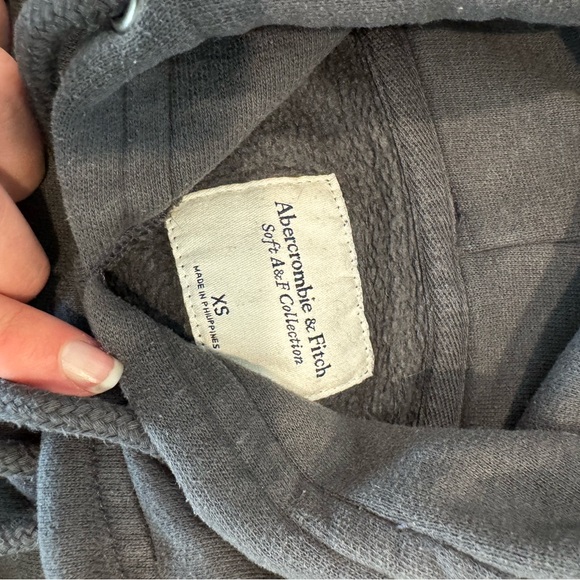 Abercrombie & Fitch
Soft A&F Collection
XS
MADE IN PHILIPPINES